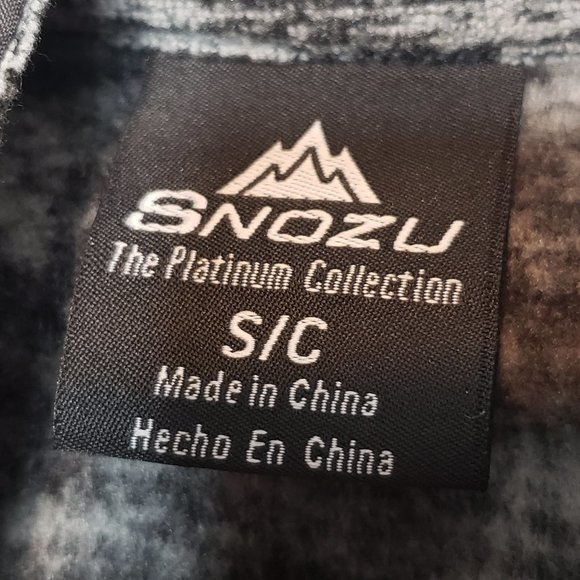 SNOZU
The Platinum Collection
S/C
Made in China
Hecho En China